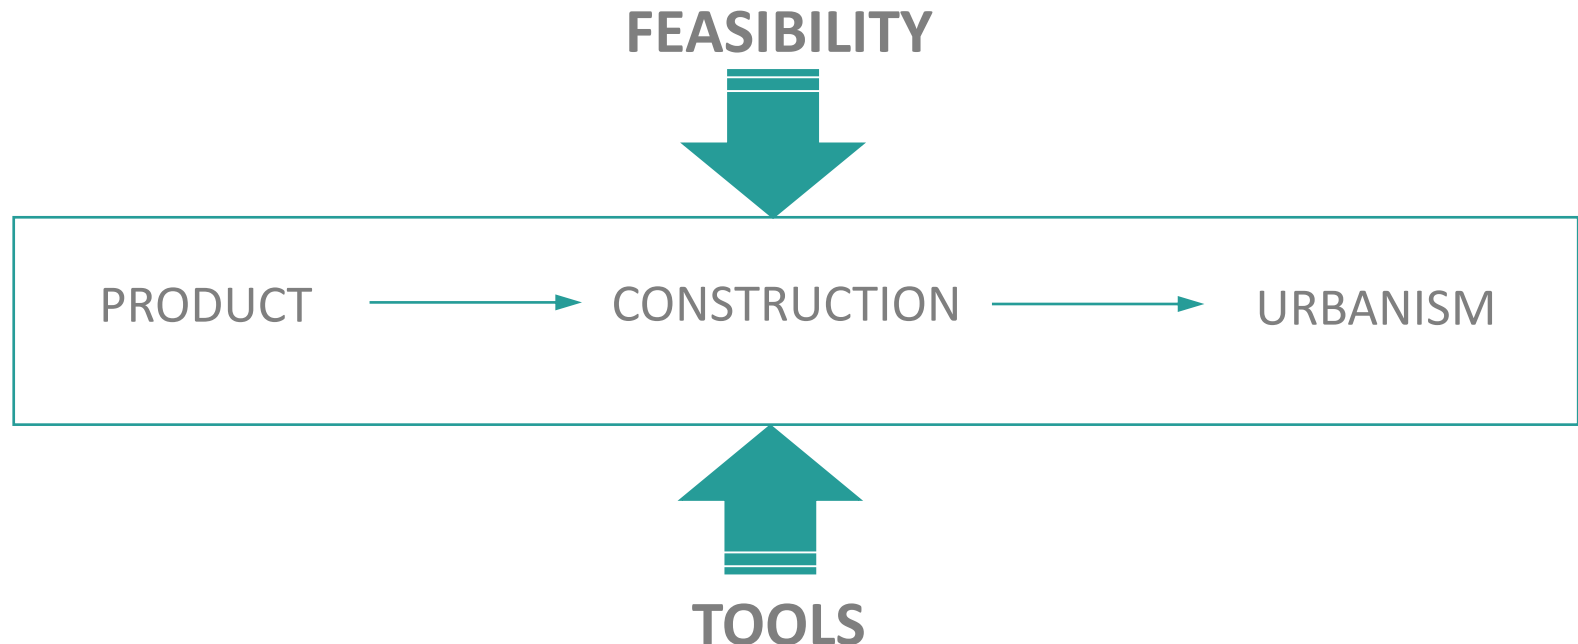 FEASIBILITY
PRODUCT
CONSTRUCTION
URBANISM
TOOLS